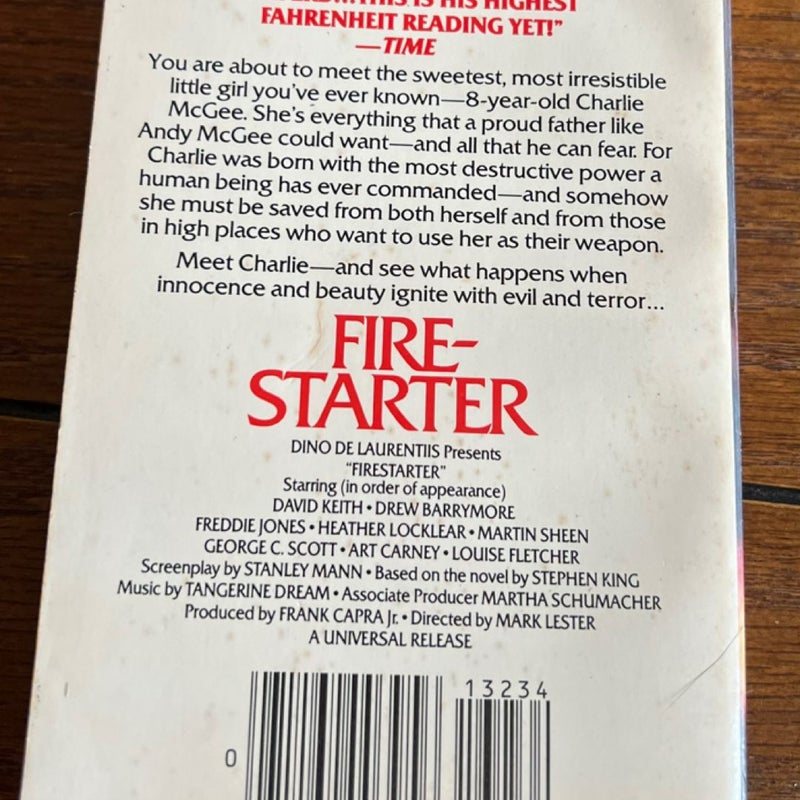 THIS IS HIS HIGHEST
FAHRENHEIT READING YET!”
—TIME
You are about to meet the sweetest, most irresistible
little girl you've ever known—8-year-old Charlie
McGee. She's everything that a proud father like
Andy McGee could want—and all that he can fear. For
Charlie was born with the most destructive power a
human being has ever commanded—and somehow
she must be saved from both herself and from those
in high places who want to use her as their weapon.
Meet Charlie—and see what happens when
innocence and beauty ignite with evil and terror...
FIRE-
STARTER
DINO DE LAURENTIIS Presents
"FIRESTARTER"
Starring (in order of appearance)
DAVID KEITH • DREW BARRYMORE
FREDDIE JONES • HEATHER LOCKLEAR • MARTIN SHEEN
GEORGE C. SCOTT • ART CARNEY • LOUISE FLETCHER
Screenplay by STANLEY MANN • Based on the novel by STEPHEN KING
Music by TANGERINE DREAM • Associate Producer MARTHA SCHUMACHER
Produced by FRANK CAPRA Jr. • Directed by MARK LESTER
A UNIVERSAL RELEASE
13234
0